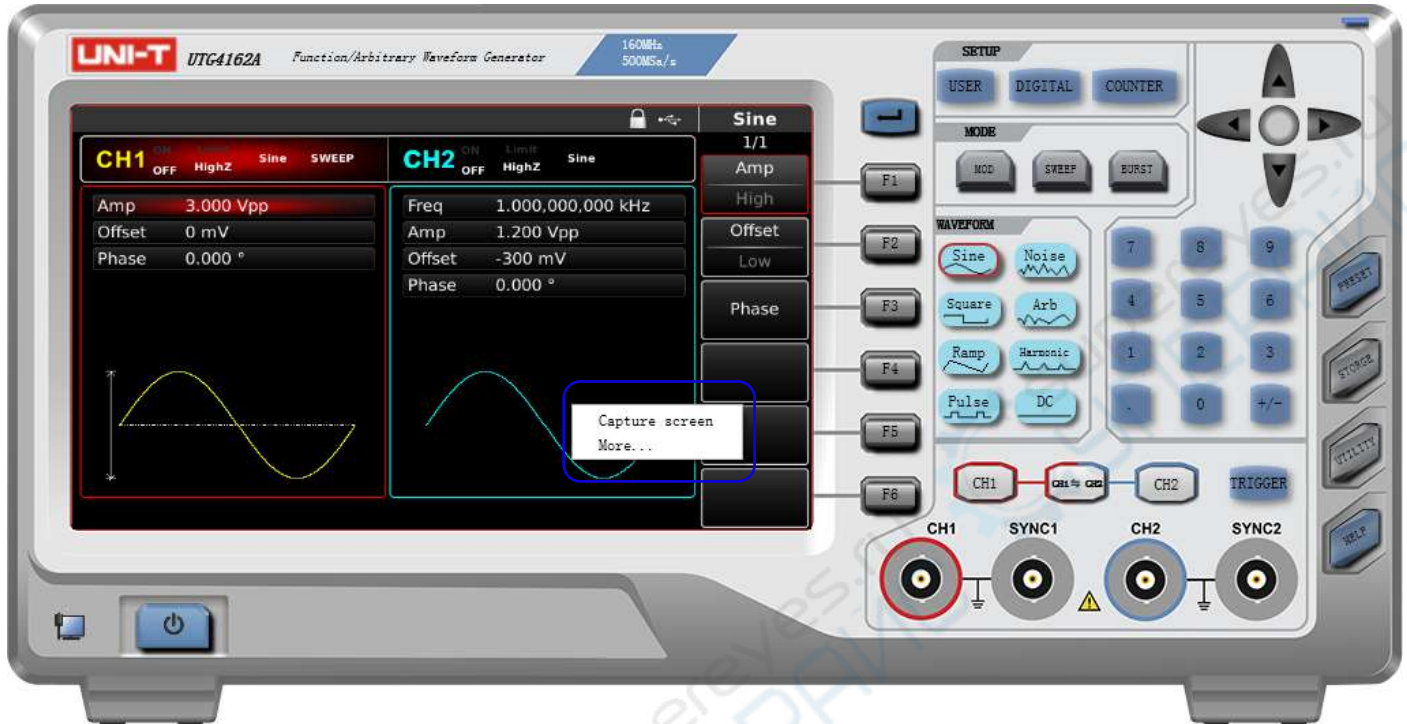 UNI-T UTG4162A Function/Arbitrary Waveform Generator
160MHz
500MSa/s
Sine
1/1
CH1 ON OFF Limit HighZ Sine SWEEP
CH2 ON OFF Limit HighZ Sine
Amp 3.000 Vpp
Offset 0 mV
Phase 0.000 °
Freq 1.000,000,000 kHz
Amp 1.200 Vpp
Offset -300 mV
Phase 0.000 °
Amp
High
Offset
Low
Phase
Capture screen
More...
F1
F2
F3
F4
F5
F6
SETUP
USER DIGITAL COUNTER
MODE
MOD SWEEP BURST
WAVEFORM
Sine Noise
Square Arb
Ramp Harmonic
Pulse DC
7 8 9
4 5 6
1 2 3
. 0 +/-
PRESET
STORGE
UTILITY
HELP
CH1 CH1⇆CH2 CH2 TRIGGER
CH1 SYNC1 CH2 SYNC2